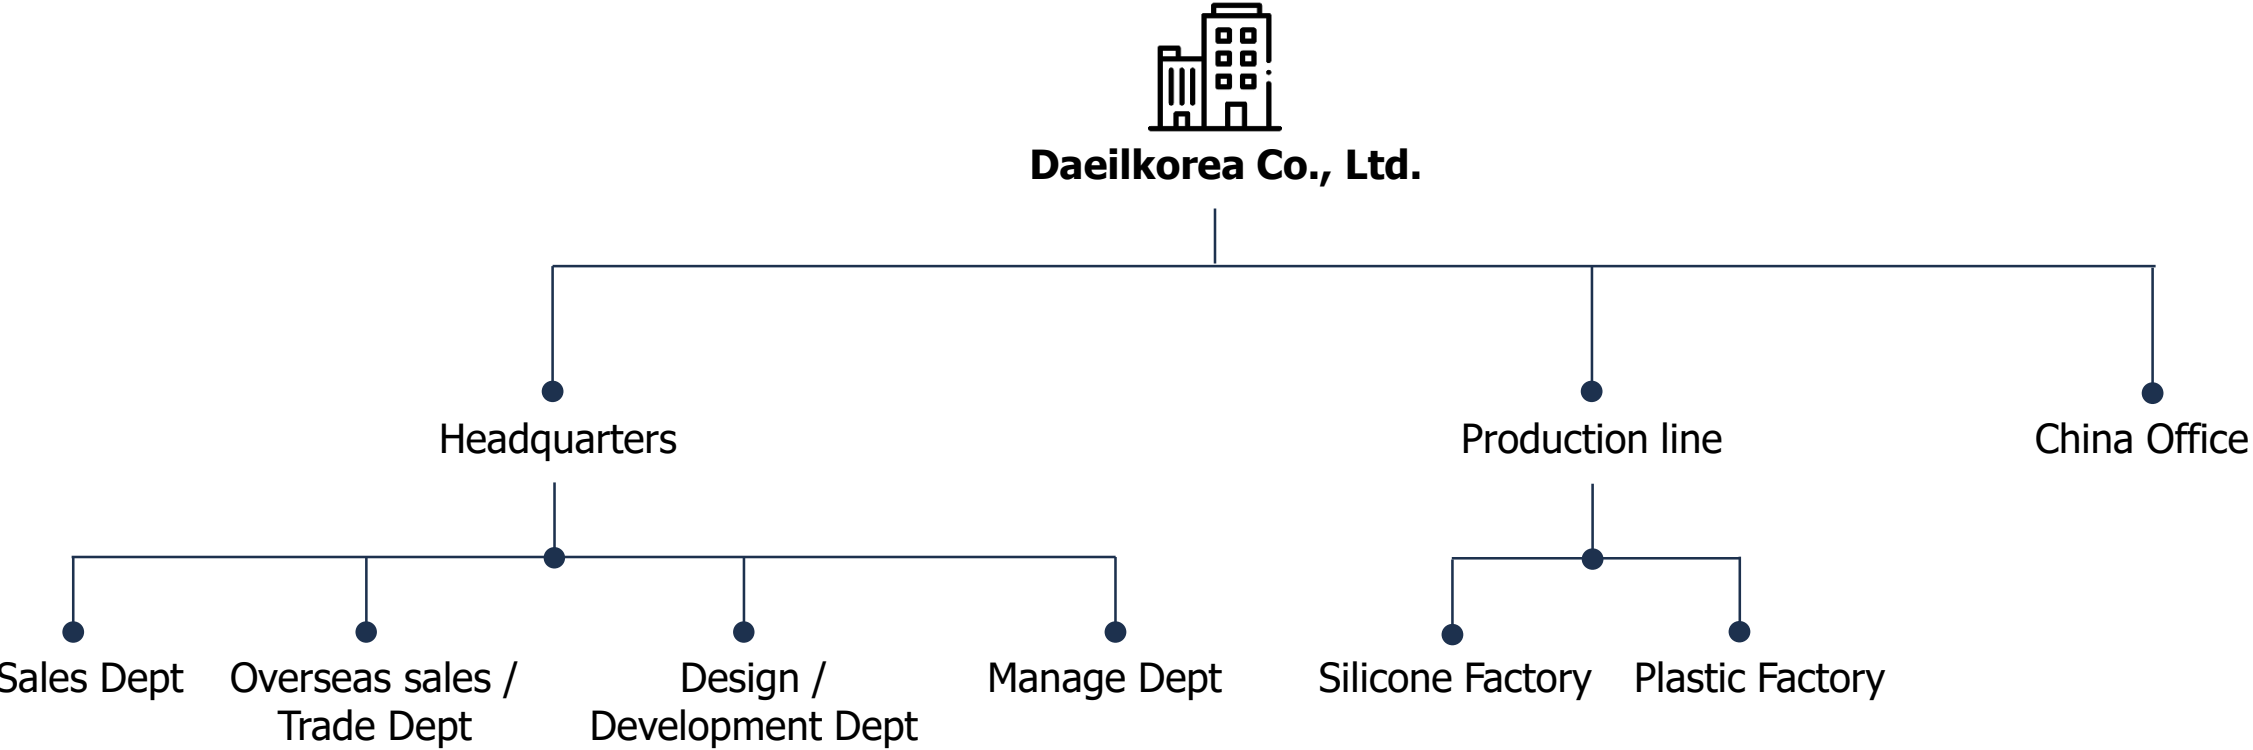 Daeilkorea Co., Ltd.
Headquarters
Production line
China Office
Sales Dept
Overseas sales /
Trade Dept
Design /
Development Dept
Manage Dept
Silicone Factory
Plastic Factory